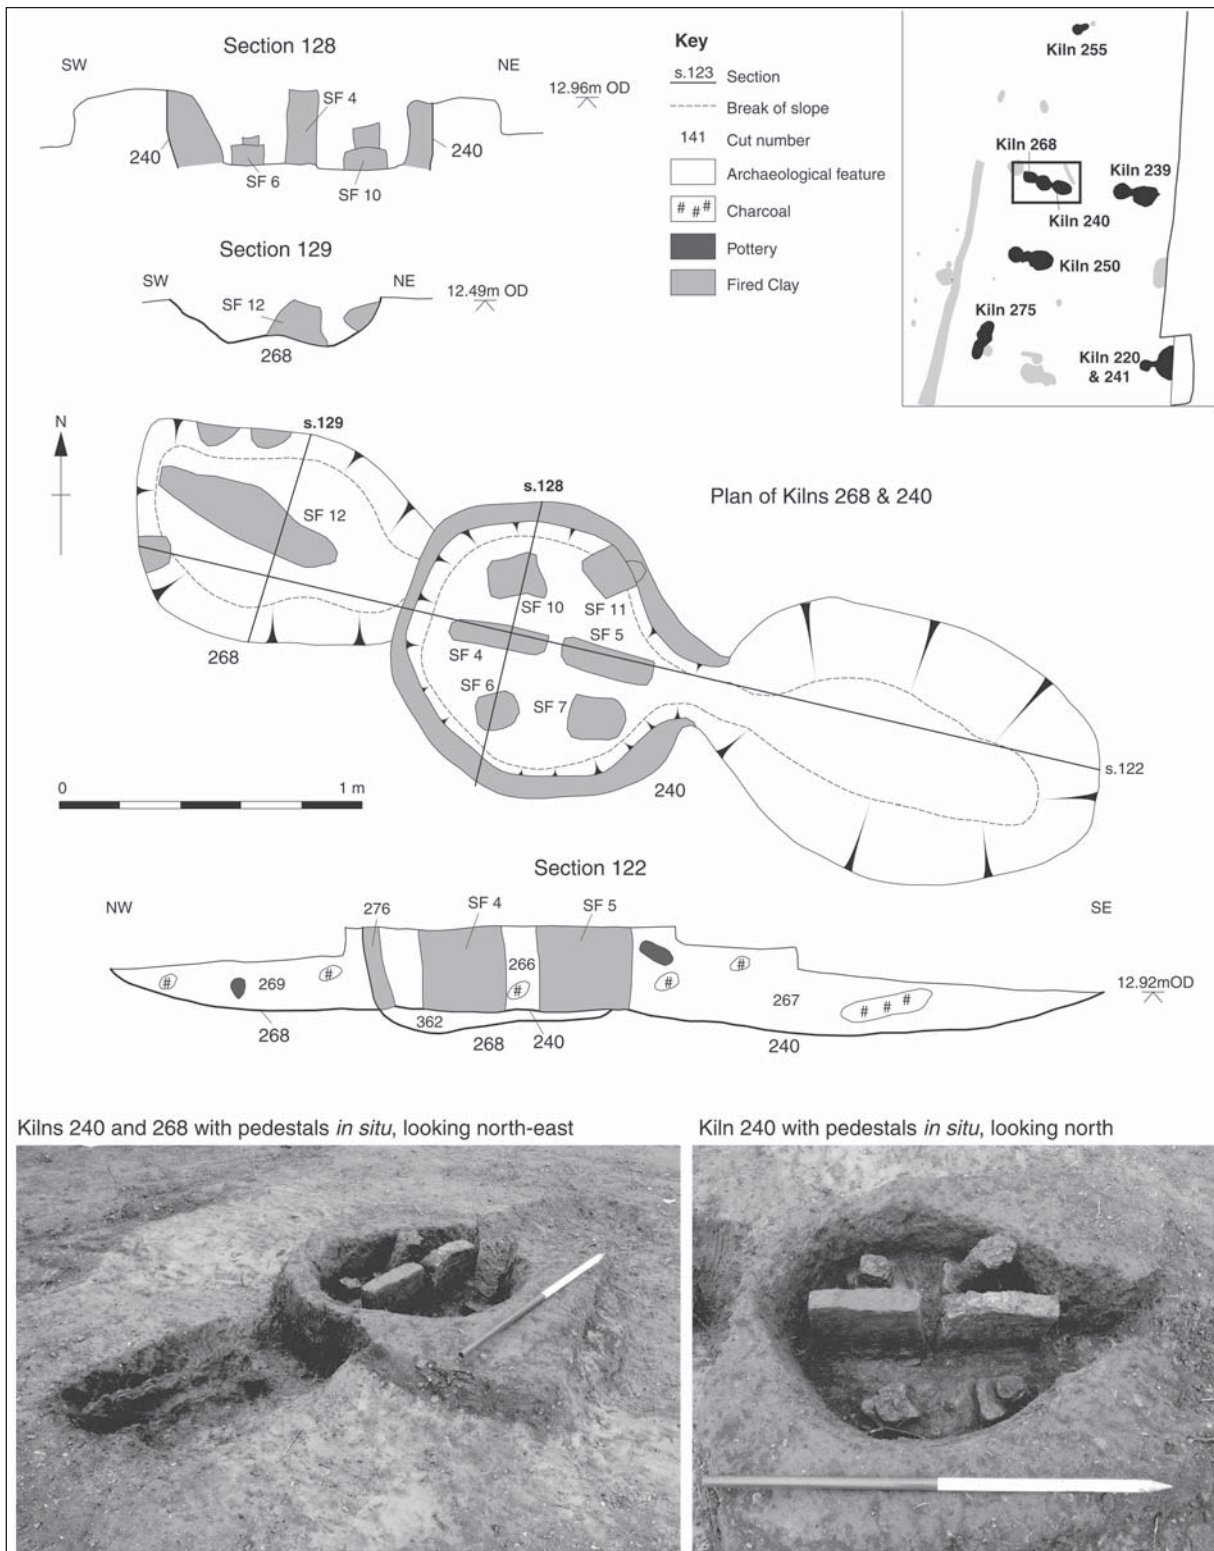 Section 128
SW
NE
SF 4
12.96m OD
240
240
SF 6
SF 10
Section 129
SW
NE
SF 12
12.49m OD
268
Key
s.123 Section
Break of slope
141 Cut number
Archaeological feature
# # # Charcoal
Pottery
Fired Clay
Kiln 255
Kiln 268
Kiln 239
Kiln 240
Kiln 250
Kiln 275
Kiln 220
& 241
N
s.129
s.128
Plan of Kilns 268 & 240
SF 12
SF 10
SF 11
SF 4
SF 5
SF 6
SF 7
268
240
s.122
0
1 m
Section 122
NW
SE
276
SF 4
SF 5
266
#
269
#
#
#
#
267
# # #
12.92mOD
362
268
268
240
240
Kilns 240 and 268 with pedestals in situ, looking north-east
Kiln 240 with pedestals in situ, looking north